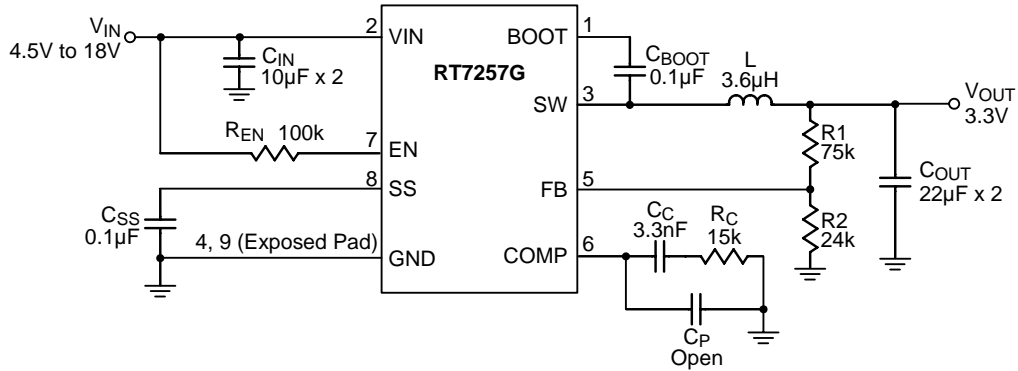 VIN
4.5V to 18V
CIN
10µF x 2
REN 100k
CSS
0.1µF
4, 9 (Exposed Pad)
2
7
8
VIN
EN
SS
GND
RT7257G
BOOT
SW
FB
COMP
1
3
5
6
CBOOT
0.1µF
L
3.6µH
VOUT
3.3V
R1
75k
COUT
22µF x 2
R2
24k
CC
3.3nF
RC
15k
CP
Open